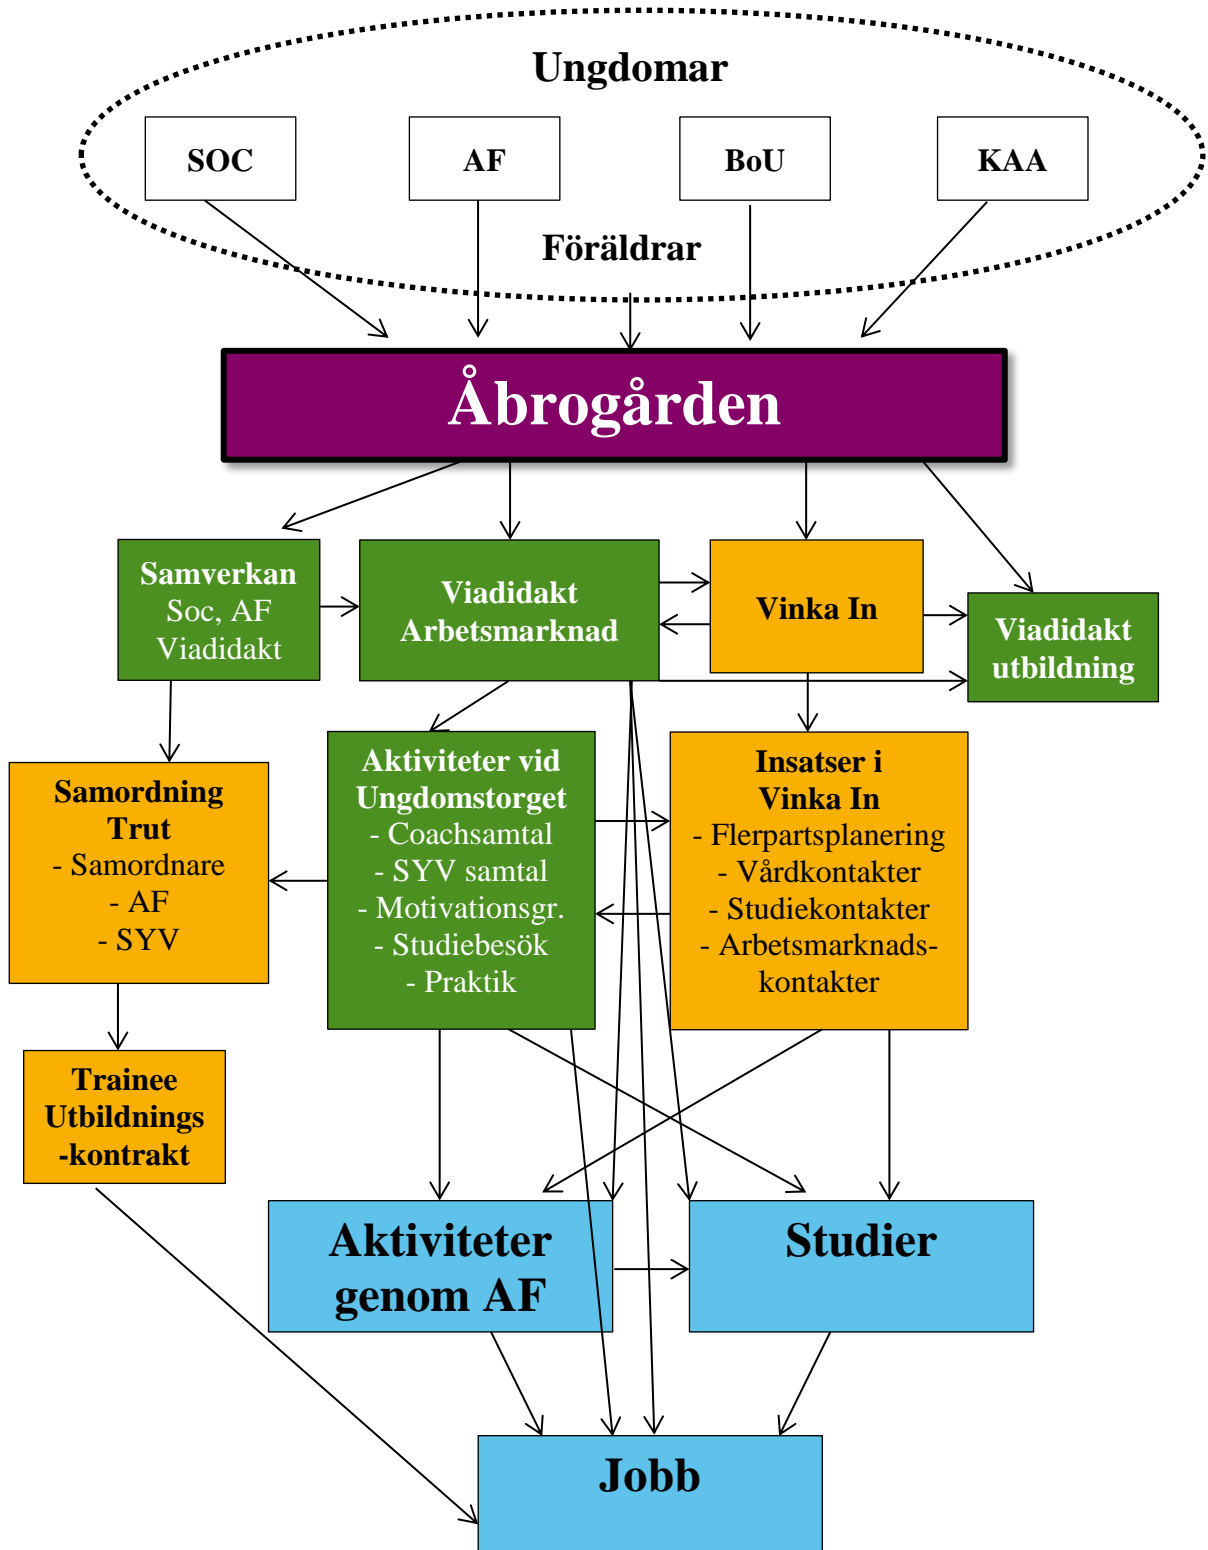 Ungdomar
SOC
AF
BoU
KAA
Föräldrar
Åbrogården
Samverkan
Soc, AF
Viadidakt
Viadidakt
Arbetsmarknad
Vinka In
Viadidakt
utbildning
Samordning
Trut
- Samordnare
- AF
- SYV
Aktiviteter vid
Ungdomstorget
- Coachsamtal
- SYV samtal
- Motivationsgr.
- Studiebesök
- Praktik
Insatser i
Vinka In
- Flerpartsplanering
- Vårdkontakter
- Studiekontakter
- Arbetsmarknads-
kontakter
Trainee
Utbildnings
-kontrakt
Aktiviteter
genom AF
Studier
Jobb